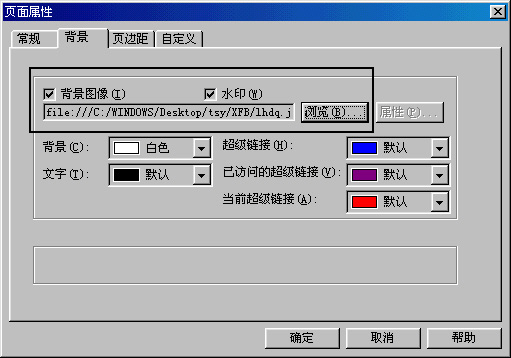 页面属性
常规 背景 页边距 自定义
背景图像(I) 水印(W)
file:///C:/WINDOWS/Desktop/tsy/XFB/lhdq.j 浏览(B)... 属性(P)...
背景(C): 白色 超级链接(H): 默认
文字(T): 默认 已访问的超级链接(V): 默认
当前超级链接(A): 默认
确定 取消 帮助